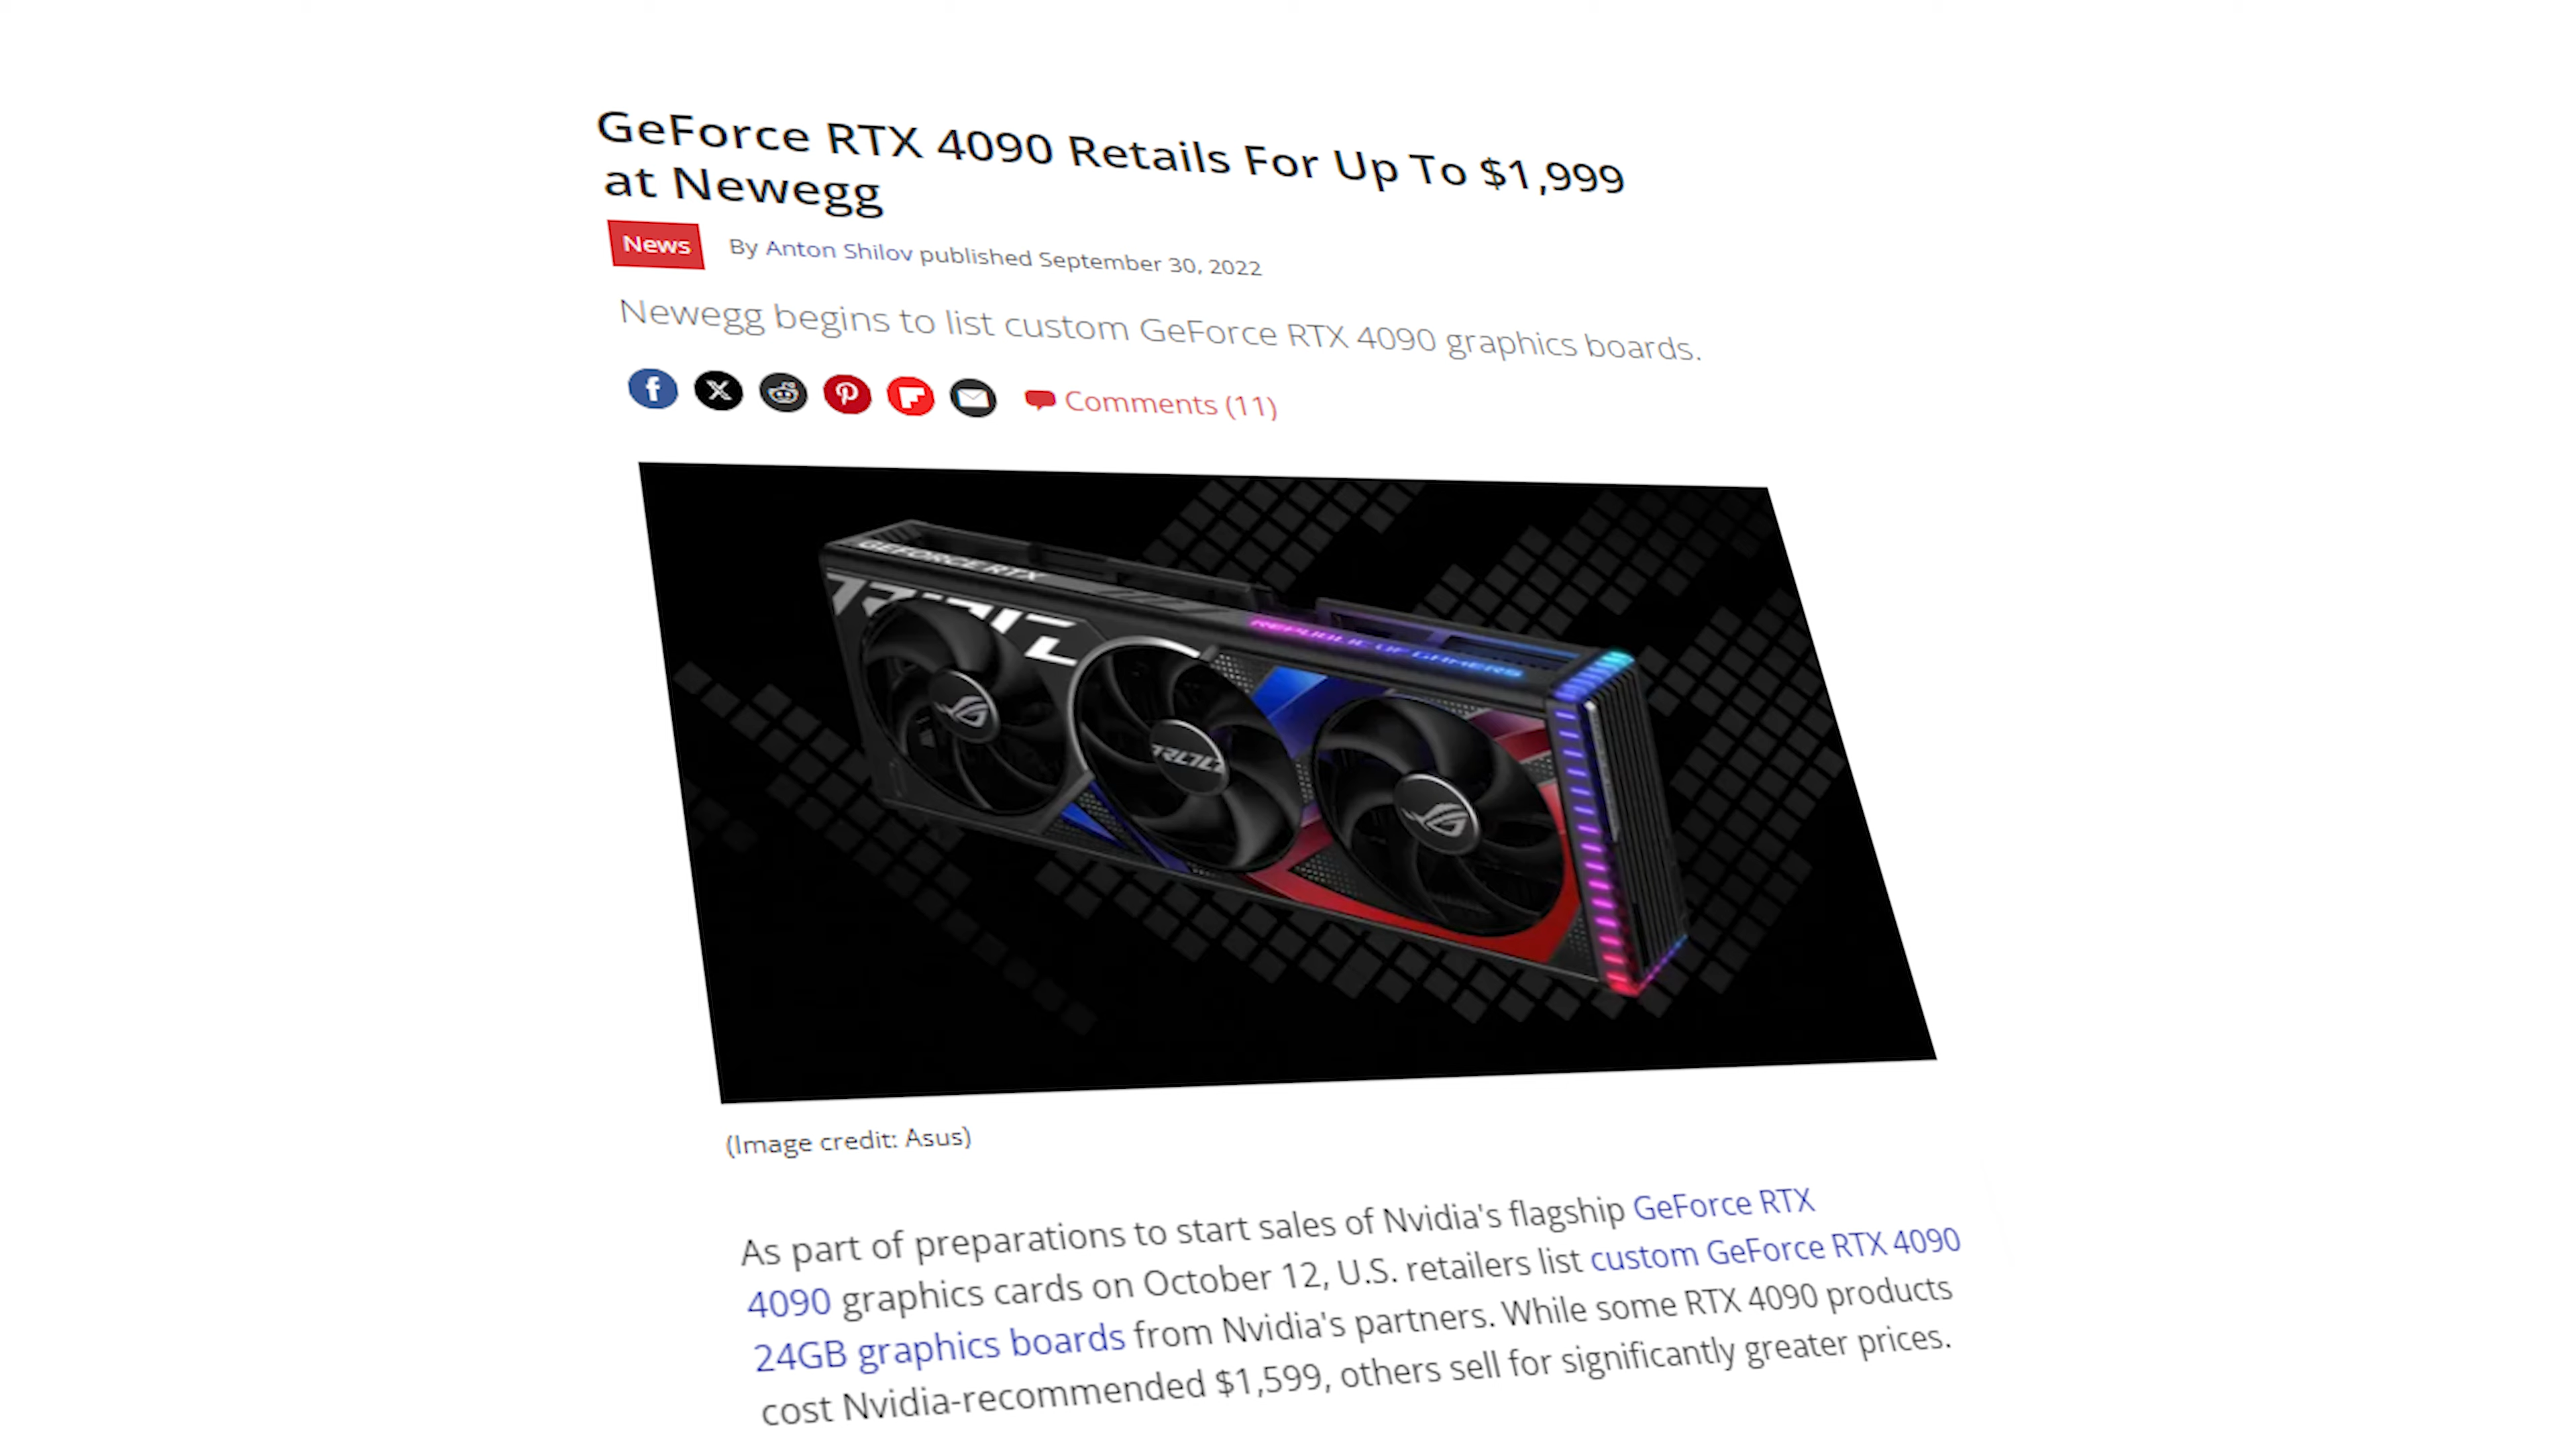 GeForce RTX 4090 Retails For Up To $1,999
at Newegg
News
By Anton Shilov published September 30, 2022
Newegg begins to list custom GeForce RTX 4090 graphics boards.
Comments (11)
GEFORCE RTX
REPUBLIC OF GAMERS
(Image credit: Asus)
As part of preparations to start sales of Nvidia's flagship GeForce RTX
4090 graphics cards on October 12, U.S. retailers list custom GeForce RTX 4090
24GB graphics boards from Nvidia's partners. While some RTX 4090 products
cost Nvidia-recommended $1,599, others sell for significantly greater prices.